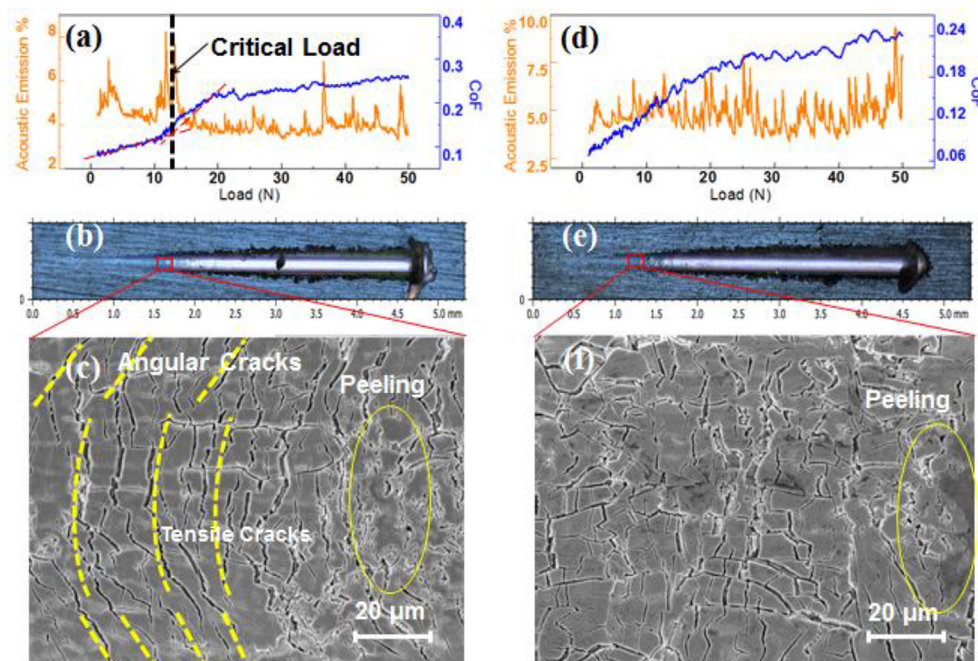 (a)
Critical Load
Acoustic Emission %
8
6
4
2
0.4
0.3
0.2
0.1
CoF
0 10 20 30 40 50
Load (N)
(d)
Acoustic Emission %
10.0
7.5
5.0
2.5
0.24
0.18
0.12
0.06
CoF
0 10 20 30 40 50
Load (N)
(b)
0
0.0 0.5 1.0 1.5 2.0 2.5 3.0 3.5 4.0 4.5 5.0 mm
(e)
0
0.0 0.5 1.0 1.5 2.0 2.5 3.0 3.5 4.0 4.5 5.0 mm
(c)
Angular Cracks
Peeling
Tensile Cracks
20 μm
(f)
Peeling
20 μm